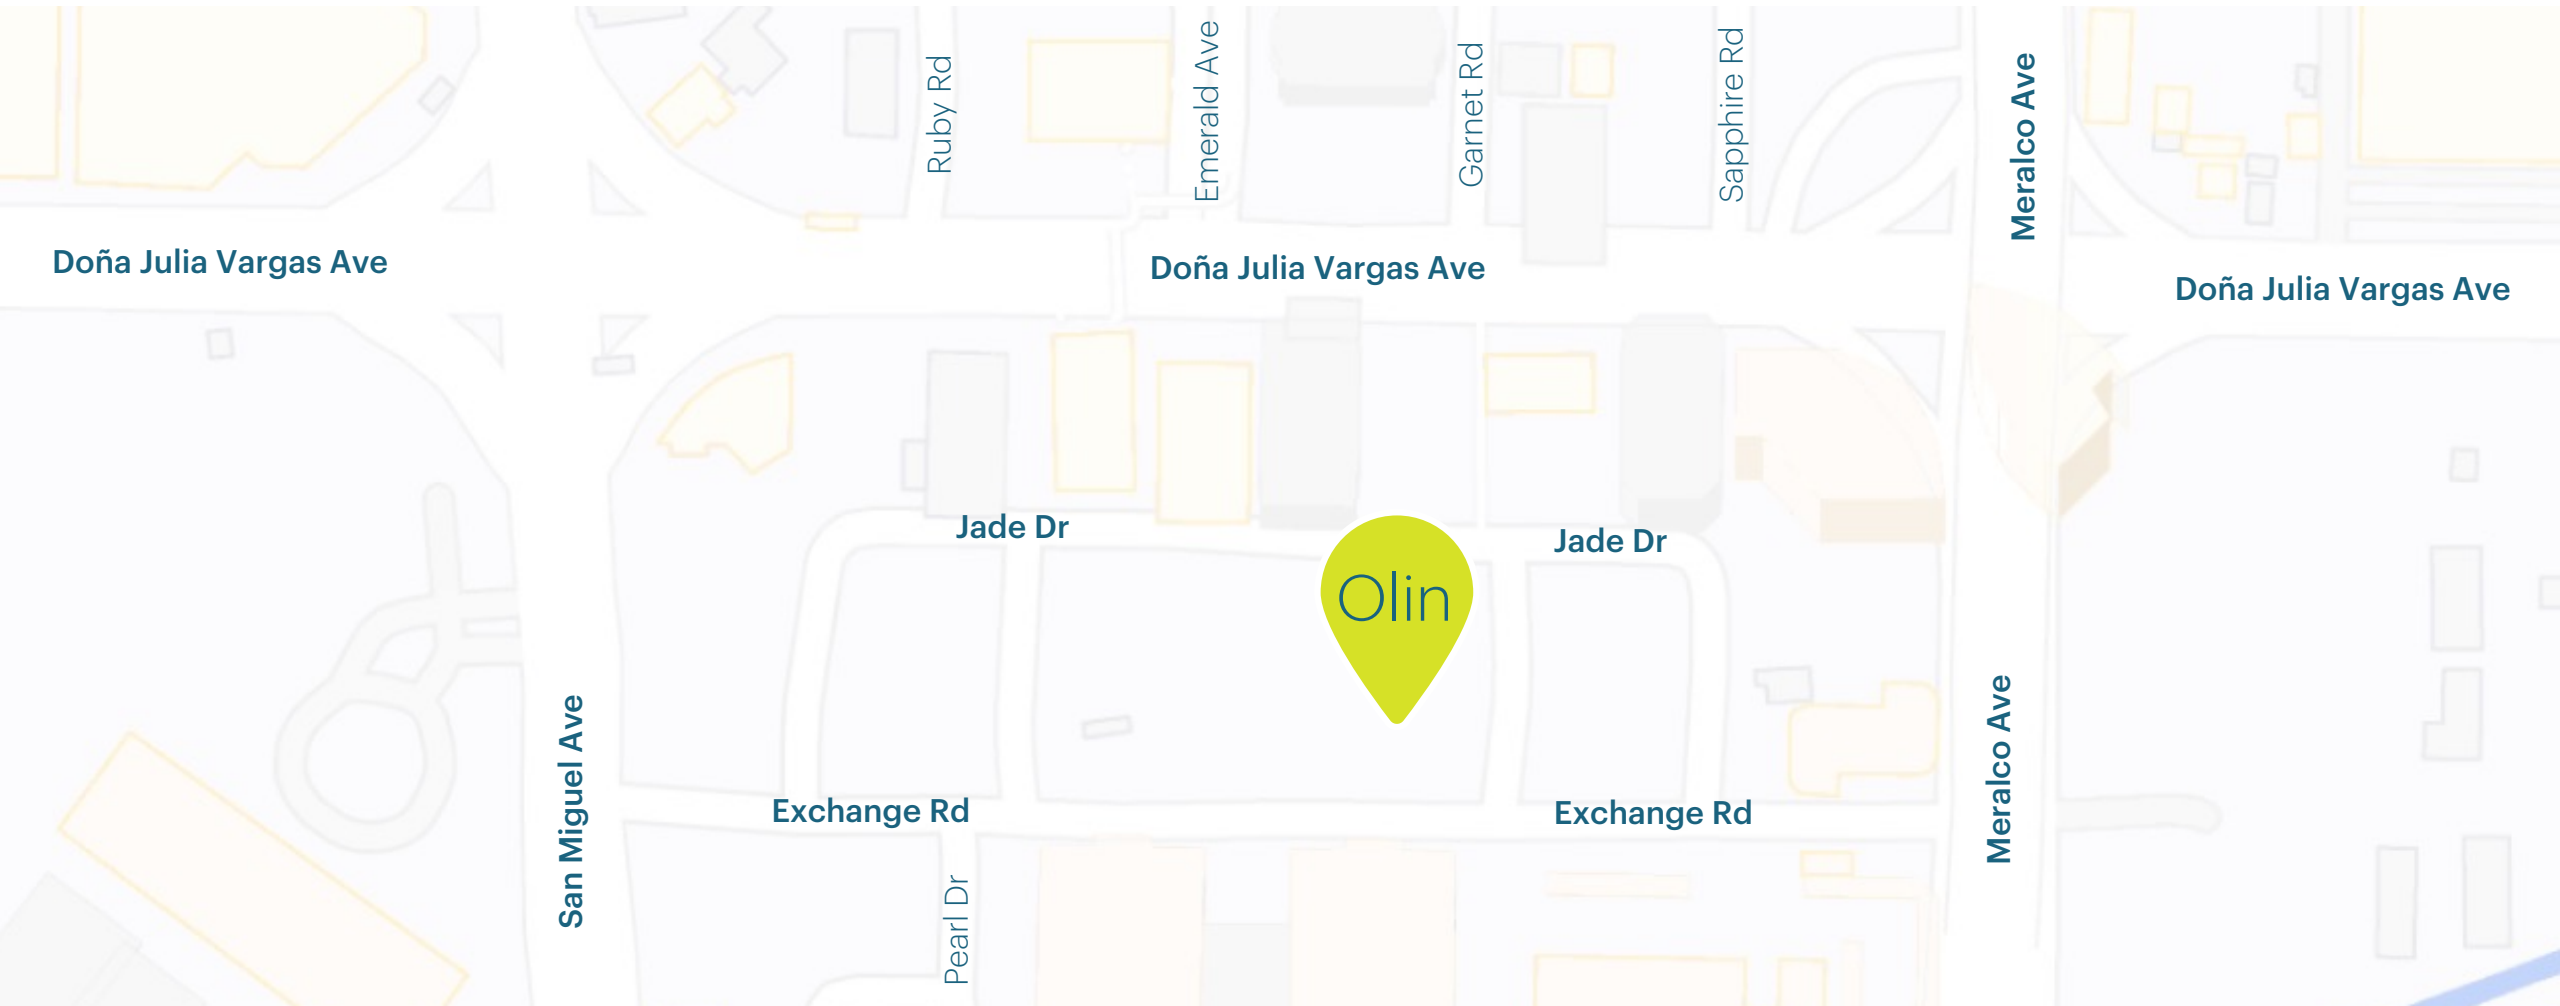 Ruby Rd
Emerald Ave
Garnet Rd
Sapphire Rd
Meralco Ave
Doña Julia Vargas Ave
Doña Julia Vargas Ave
Doña Julia Vargas Ave
Jade Dr
Jade Dr
Olin
San Miguel Ave
Meralco Ave
Exchange Rd
Exchange Rd
Pearl Dr